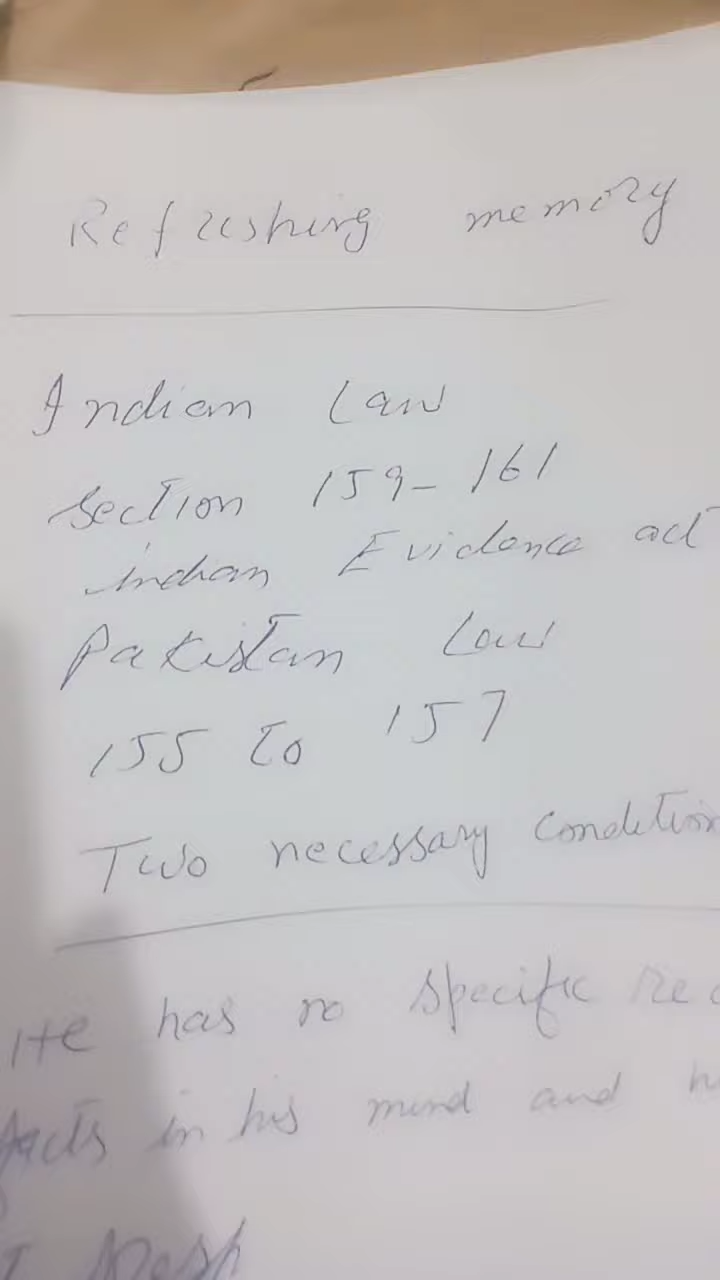 Refreshing memory
Indian Law
Section 159-161
Indian Evidence act
Pakistan Law
155 to 157
Two necessary condition
He has no specific
facts in his mind and